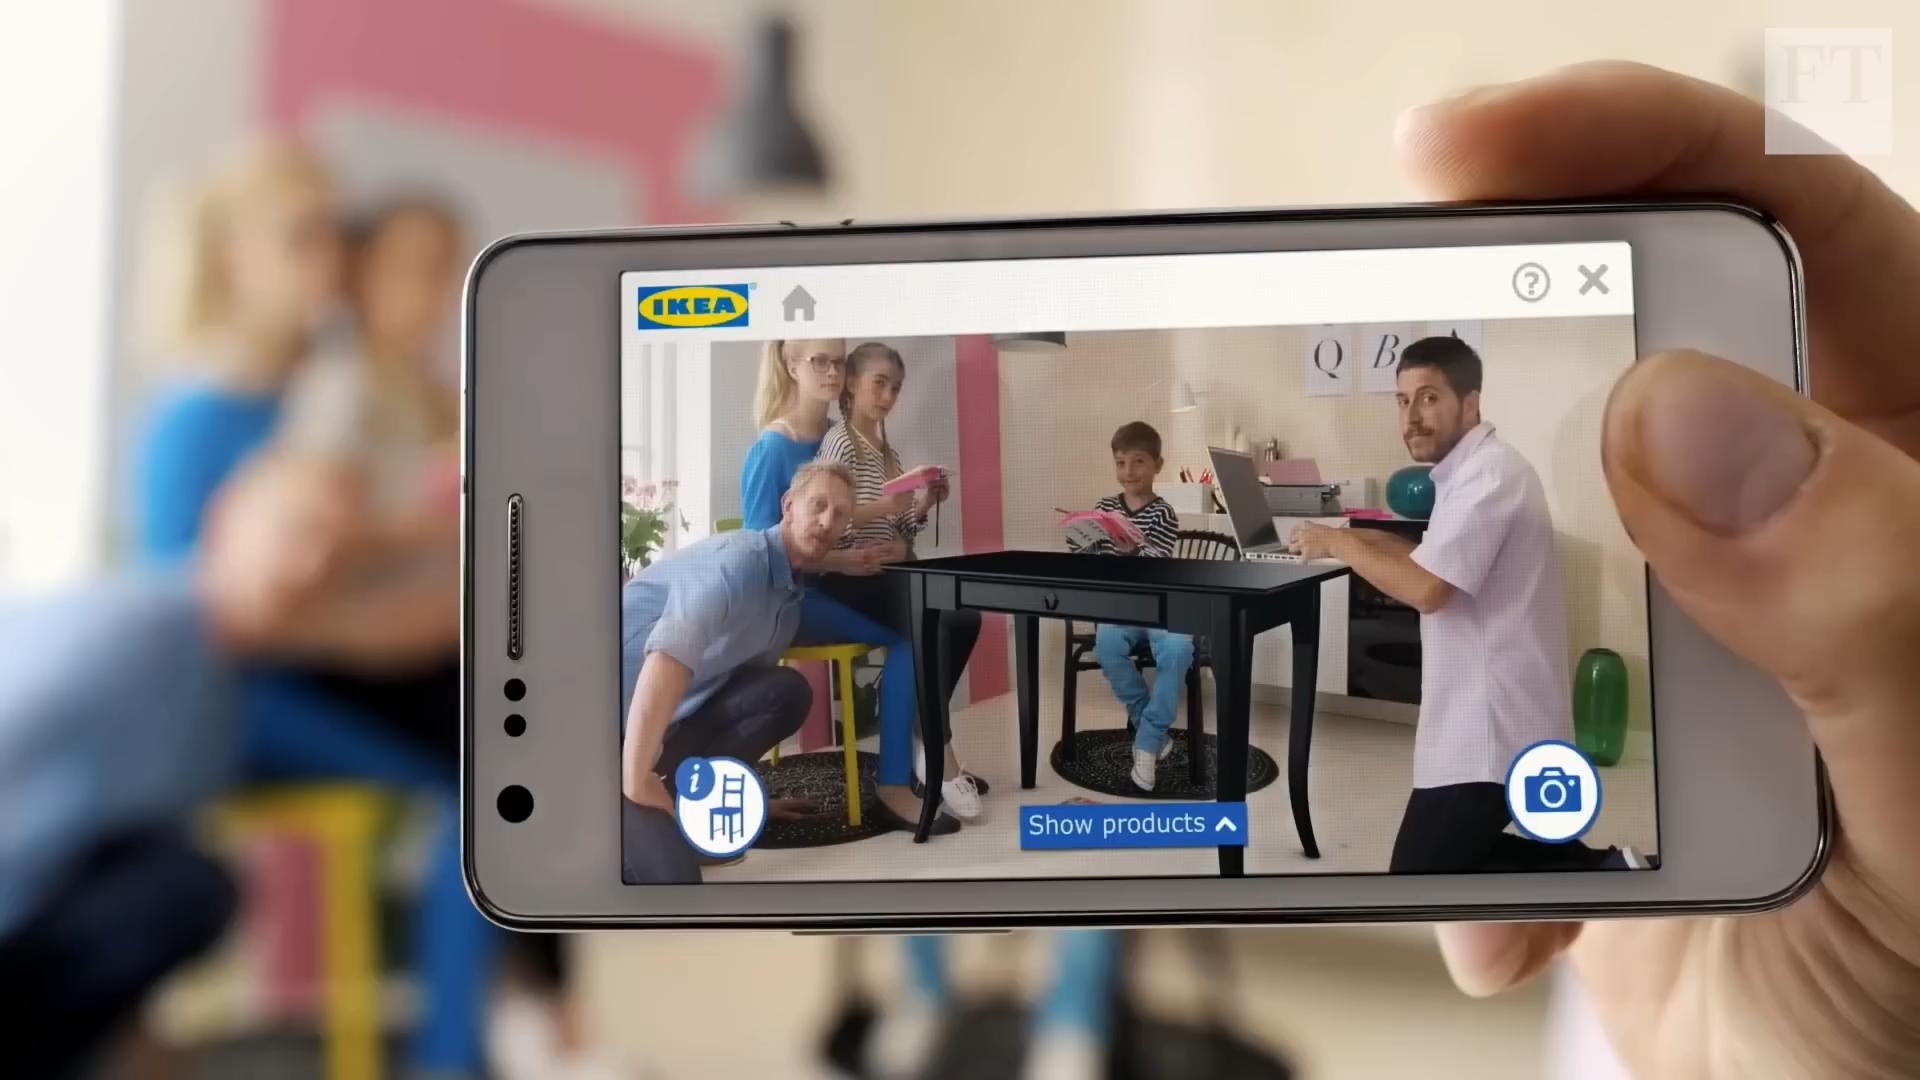 FT
IKEA
?
Q B
i
Show products